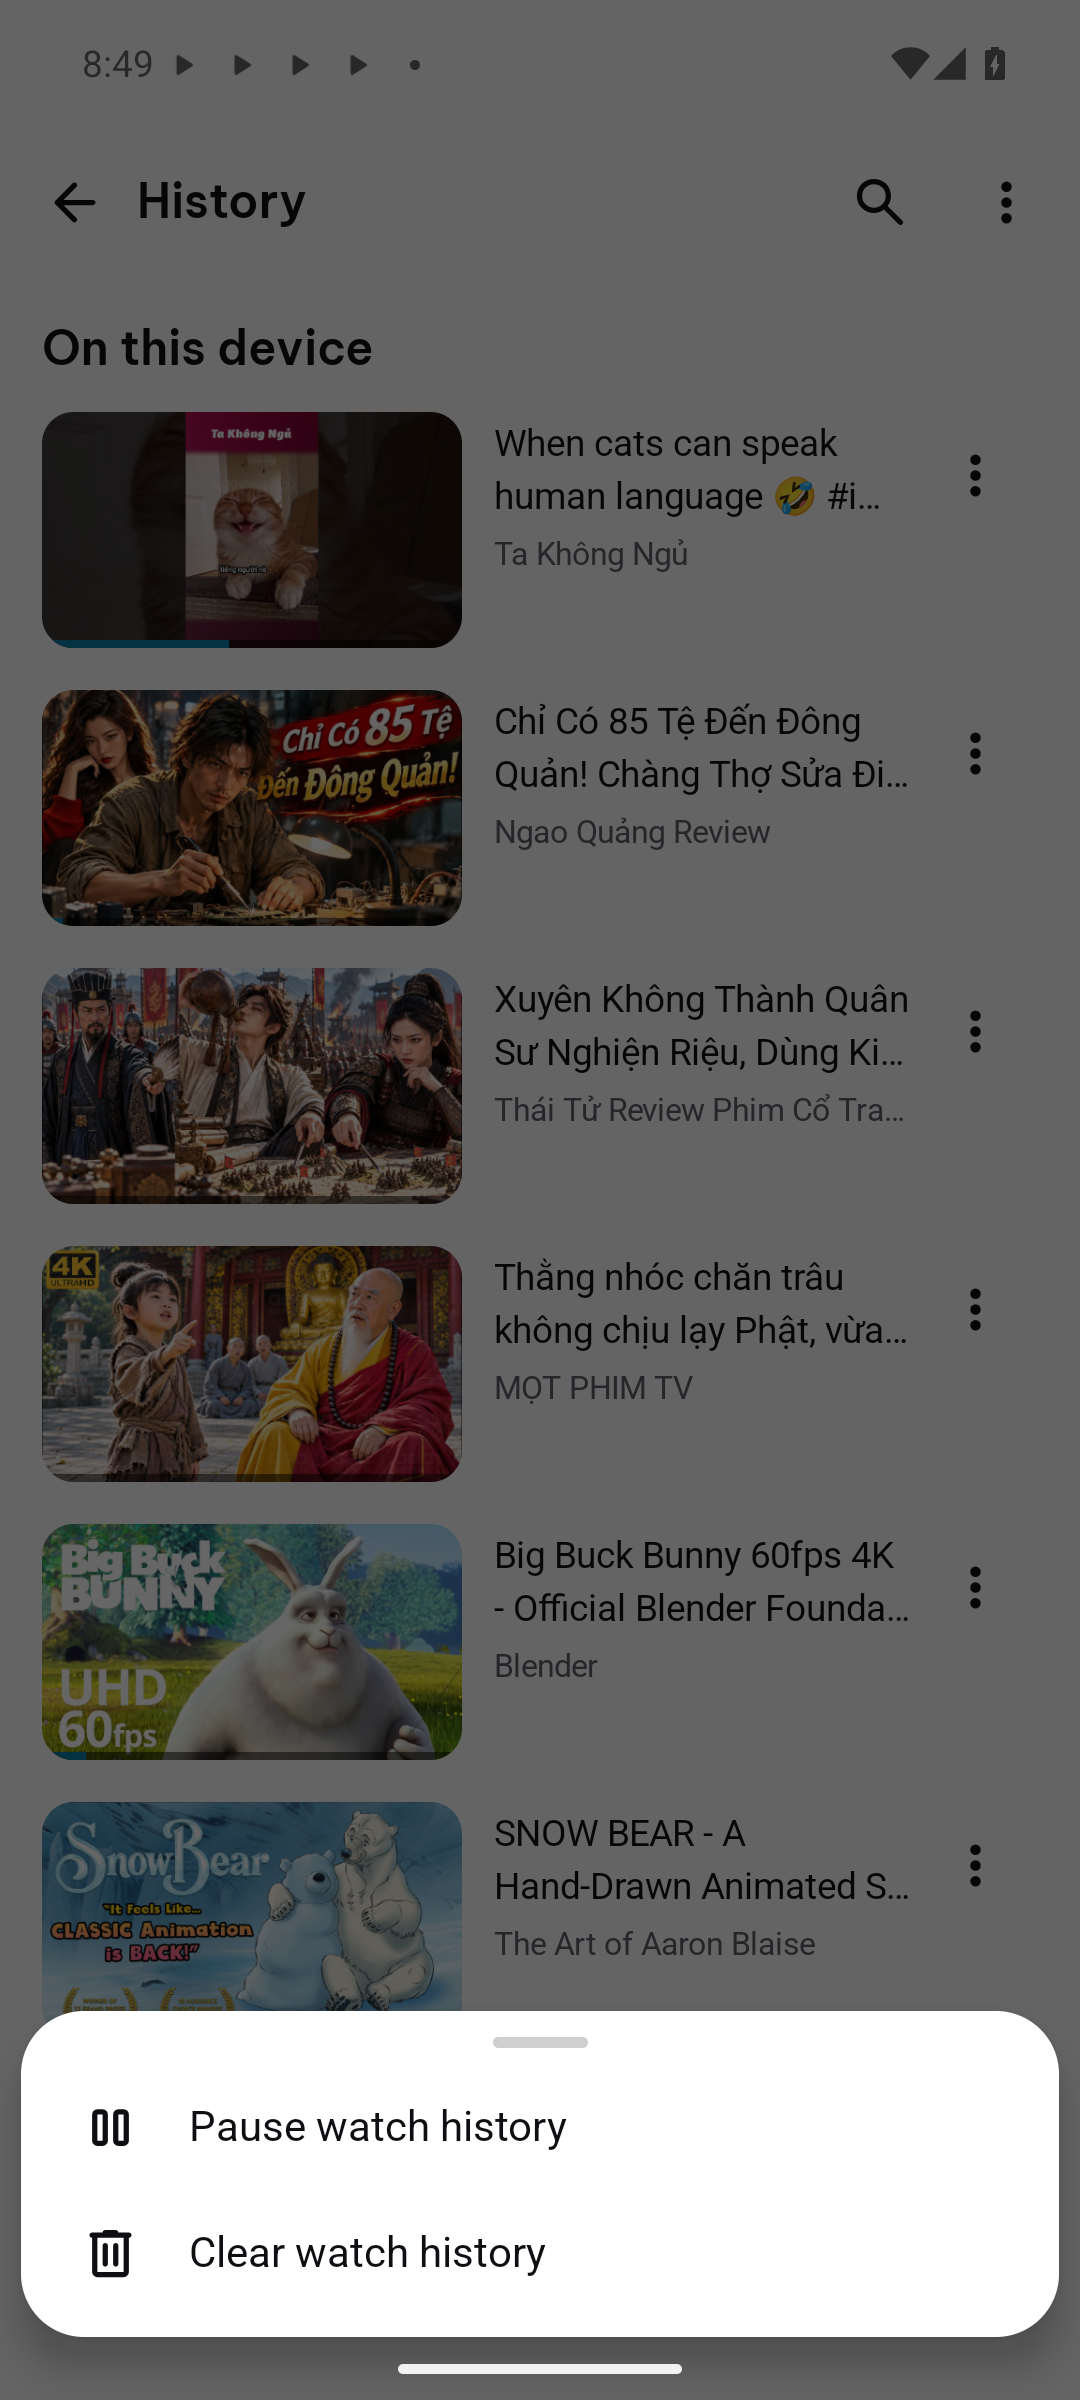 8:49
History
On this device
Ta Không Ngủ
tiếng người hả
When cats can speak
human language 🤣 #i...
Ta Không Ngủ
Chỉ Có 85 Tệ
Đến Đông Quản!
Chỉ Có 85 Tệ Đến Đông
Quản! Chàng Thợ Sửa Đi...
Ngao Quảng Review
Xuyên Không Thành Quân
Sư Nghiện Riệu, Dùng Ki...
Thái Tử Review Phim Cổ Tra...
4K
ULTRAHD
Thằng nhóc chăn trâu
không chịu lạy Phật, vừa...
MỌT PHIM TV
Big Buck
BUNNY
UHD
60fps
Big Buck Bunny 60fps 4K
- Official Blender Founda...
Blender
SnowBear
"It Feels Like...
CLASSIC Animation
is BACK!"
SNOW BEAR - A
Hand-Drawn Animated S...
The Art of Aaron Blaise
Pause watch history
Clear watch history